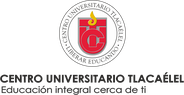 CENTRO UNIVERSITARIO TLACAÉLEL
LIBERAR EDUCANDO
CENTRO UNIVERSITARIO TLACAÉLEL
Educación integral cerca de ti